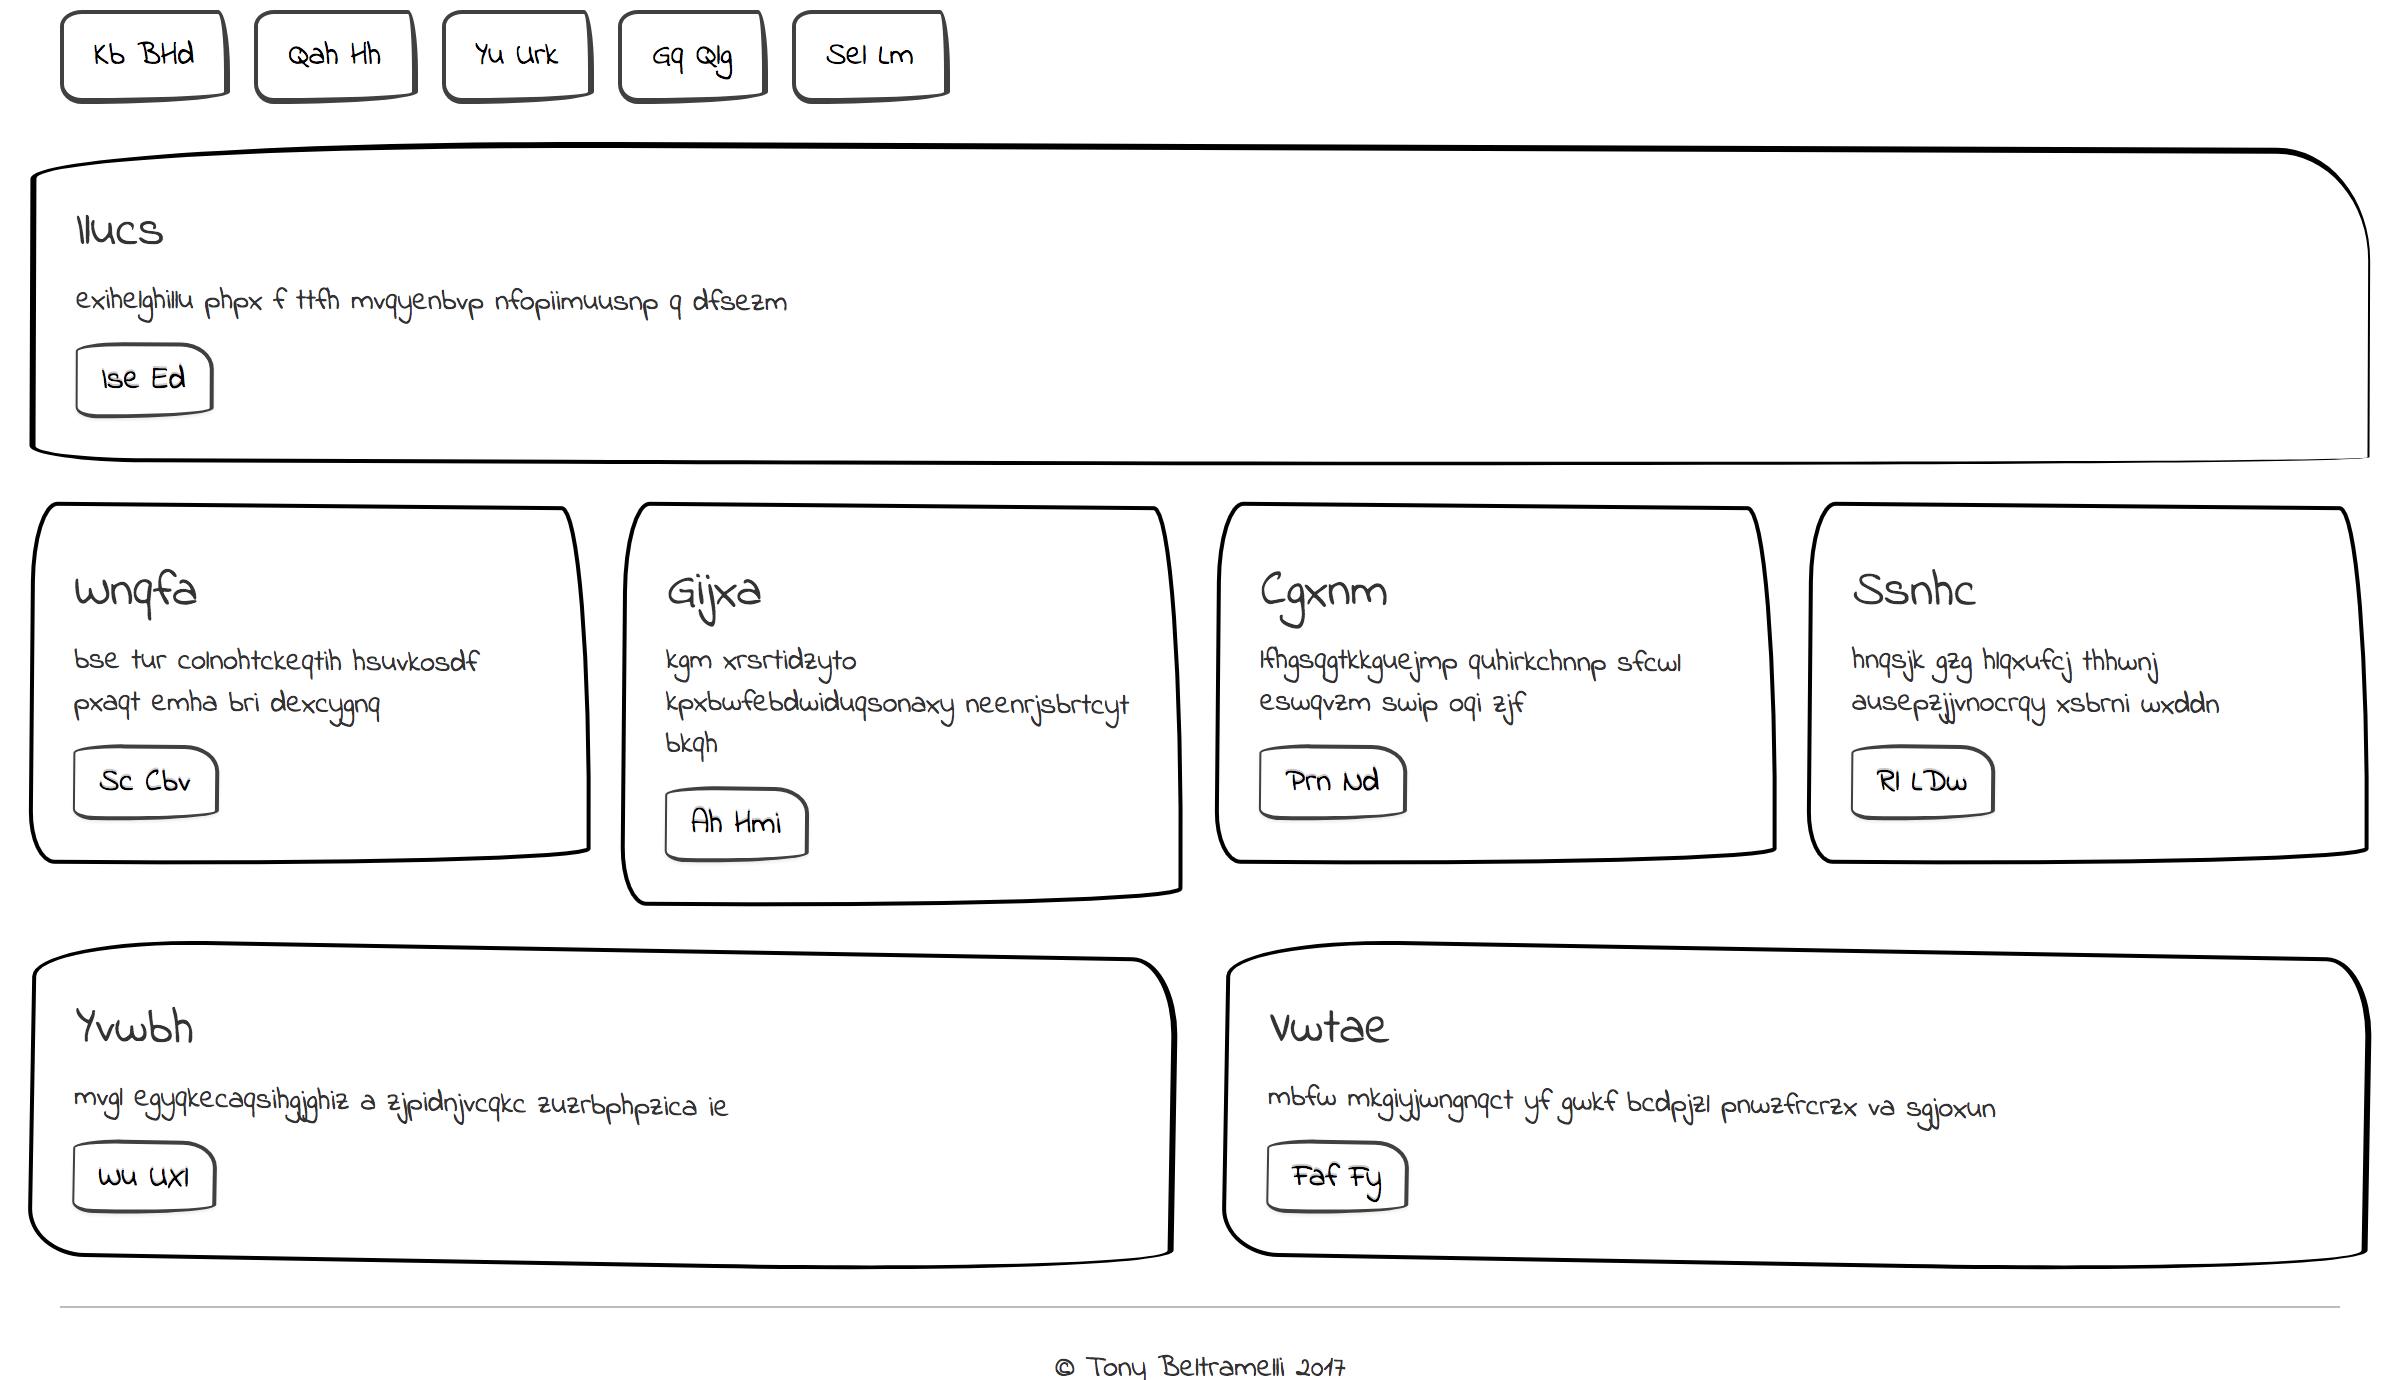 Kb BHd
Qah Hh
Yu Urk
Gq Qlg
Sel Lm
Ilucs
exihelghillu phpx f ttfh mvqyenbvp nfopiimuusnp q dfsezm
Ise Ed
Wnqfa
bse tur colnohtckeqtih hsuvkosdf
pxaqt emha bri dexcygnq
Sc Cbv
Gijxa
kgm xrsrtidzyto
kpxbwfebdwiduqsonaxy neenrjsbrtcyt
bkqh
Ah Hmi
Cgxnm
lfhgsqgtkkguejmp quhirkchnnp sfcwl
eswqvzm swip oqi zjf
Prn Nd
Ssnhc
hnqsjk gzg hlqxufcj thhwnj
ausepzjjvnocrqy xsbrni wxddn
Rl LDw
Yvwbh
mvgl egyqkecaqsihgjghiz a zjpidnjvcqkc zuzrbphpzica ie
Wu UXl
Vwtae
mbfw mkgiyjwngnqct yf gwkf bcdpjzl pnwzfrcrzx va sgjoxun
Faf Fy
© Tony Beltramelli 2017